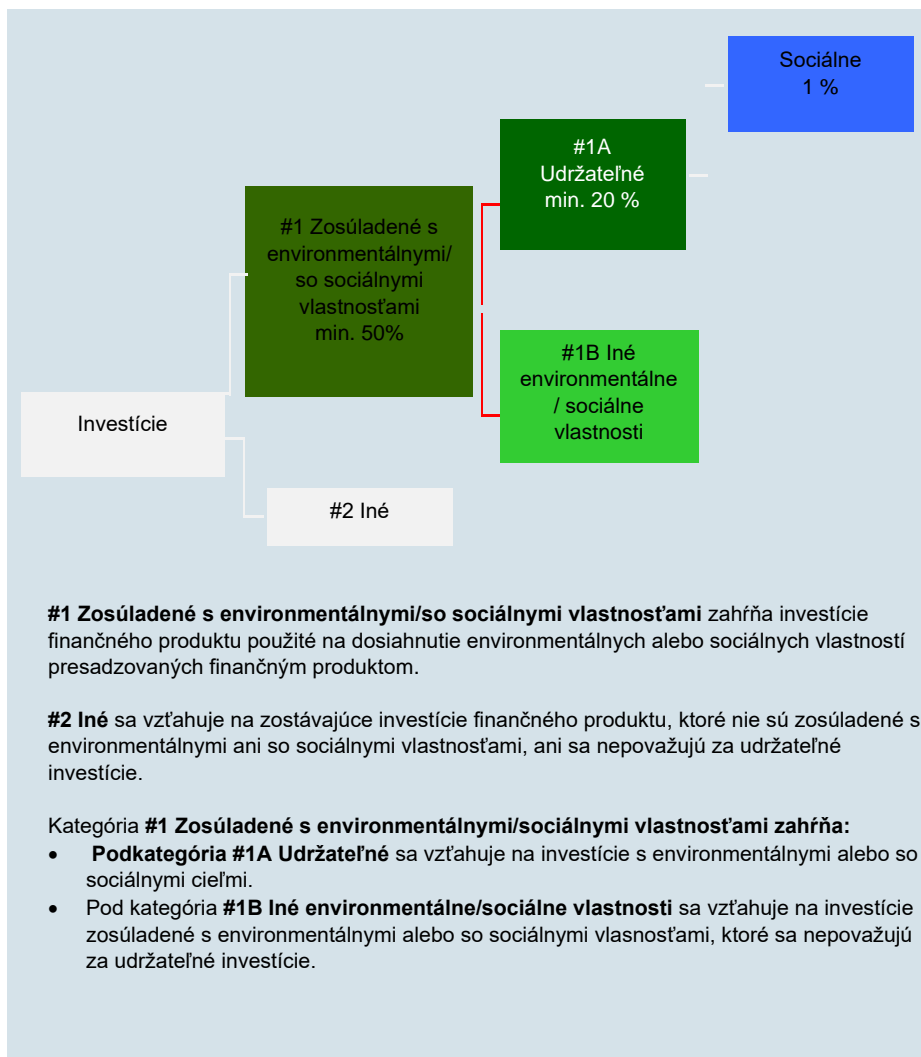 Sociálne
1 %
#1A
Udržateľné
min. 20 %
#1 Zosúladené s
environmentálnymi/
so sociálnymi
vlastnosťami
min. 50%
#1B Iné
environmentálne
/ sociálne
vlastnosti
Investície
#2 Iné
#1 Zosúladené s environmentálnymi/so sociálnymi vlastnosťami zahŕňa investície
finančného produktu použité na dosiahnutie environmentálnych alebo sociálnych vlastností
presadzovaných finančným produktom.
#2 Iné sa vzťahuje na zostávajúce investície finančného produktu, ktoré nie sú zosúladené s
environmentálnymi ani so sociálnymi vlastnosťami, ani sa nepovažujú za udržateľné
investície.
Kategória #1 Zosúladené s environmentálnymi/sociálnymi vlastnosťami zahŕňa:
• Podkategória #1A Udržateľné sa vzťahuje na investície s environmentálnymi alebo so
sociálnymi cieľmi.
• Pod kategória #1B Iné environmentálne/sociálne vlastnosti sa vzťahuje na investície
zosúladené s environmentálnymi alebo so sociálnymi vlasnosťami, ktoré sa nepovažujú
za udržateľné investície.